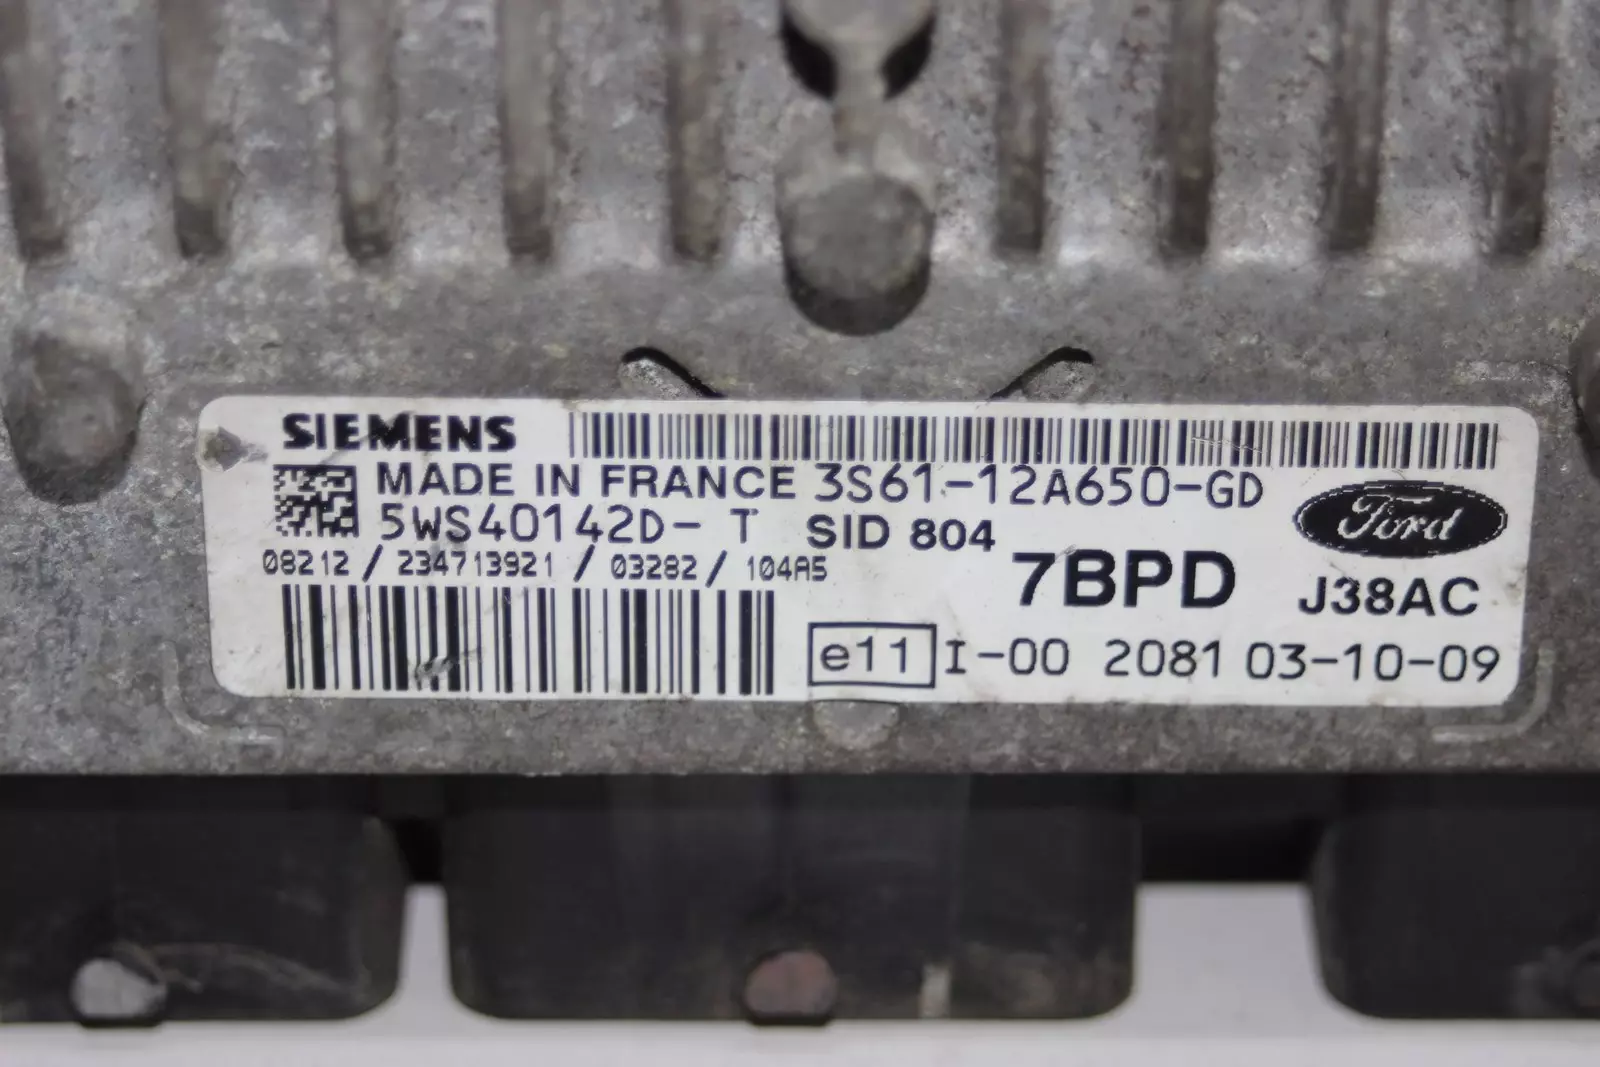 SIEMENS
MADE IN FRANCE 3S61-12A650-GD
5WS40142D- T SID 804
Ford
08212 / 234713921 / 03282 / 104A5
7BPD J38AC
e11 I-00 2081 03-10-09